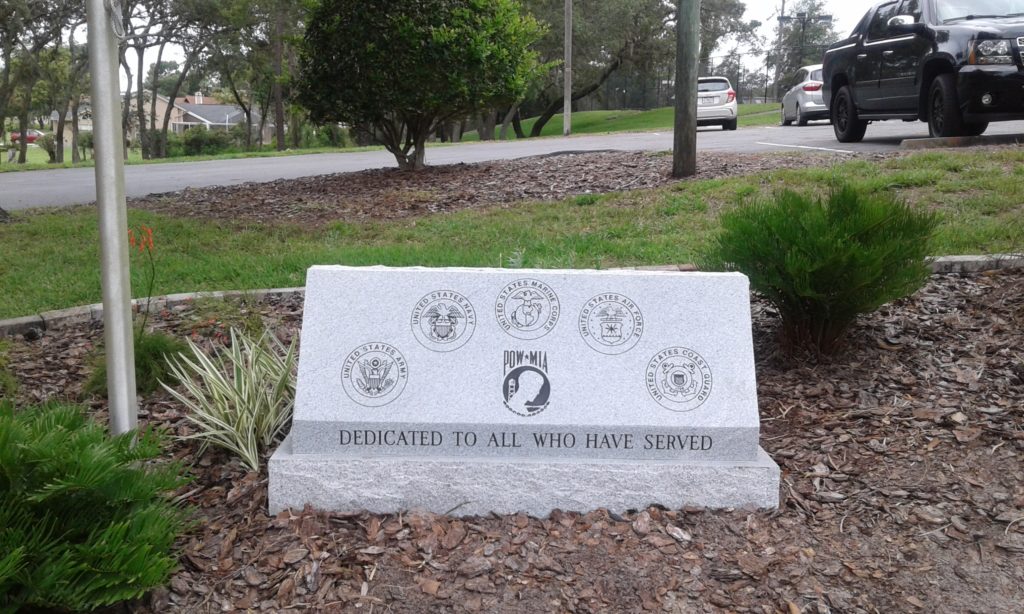 UNITED STATES ARMY
UNITED STATES NAVY
UNITED STATES MARINE CORPS
UNITED STATES AIR FORCE
UNITED STATES COAST GUARD
POW★MIA
DEDICATED TO ALL WHO HAVE SERVED